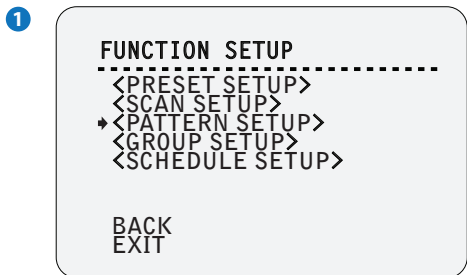 1
FUNCTION SETUP
<PRESET SETUP>
<SCAN SETUP>
<PATTERN SETUP>
<GROUP SETUP>
<SCHEDULE SETUP>
BACK
EXIT